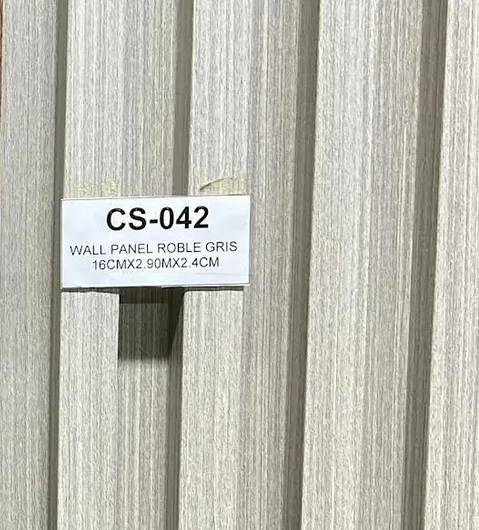 CS-042
WALL PANEL ROBLE GRIS
16CMX2.90MX2.4CM